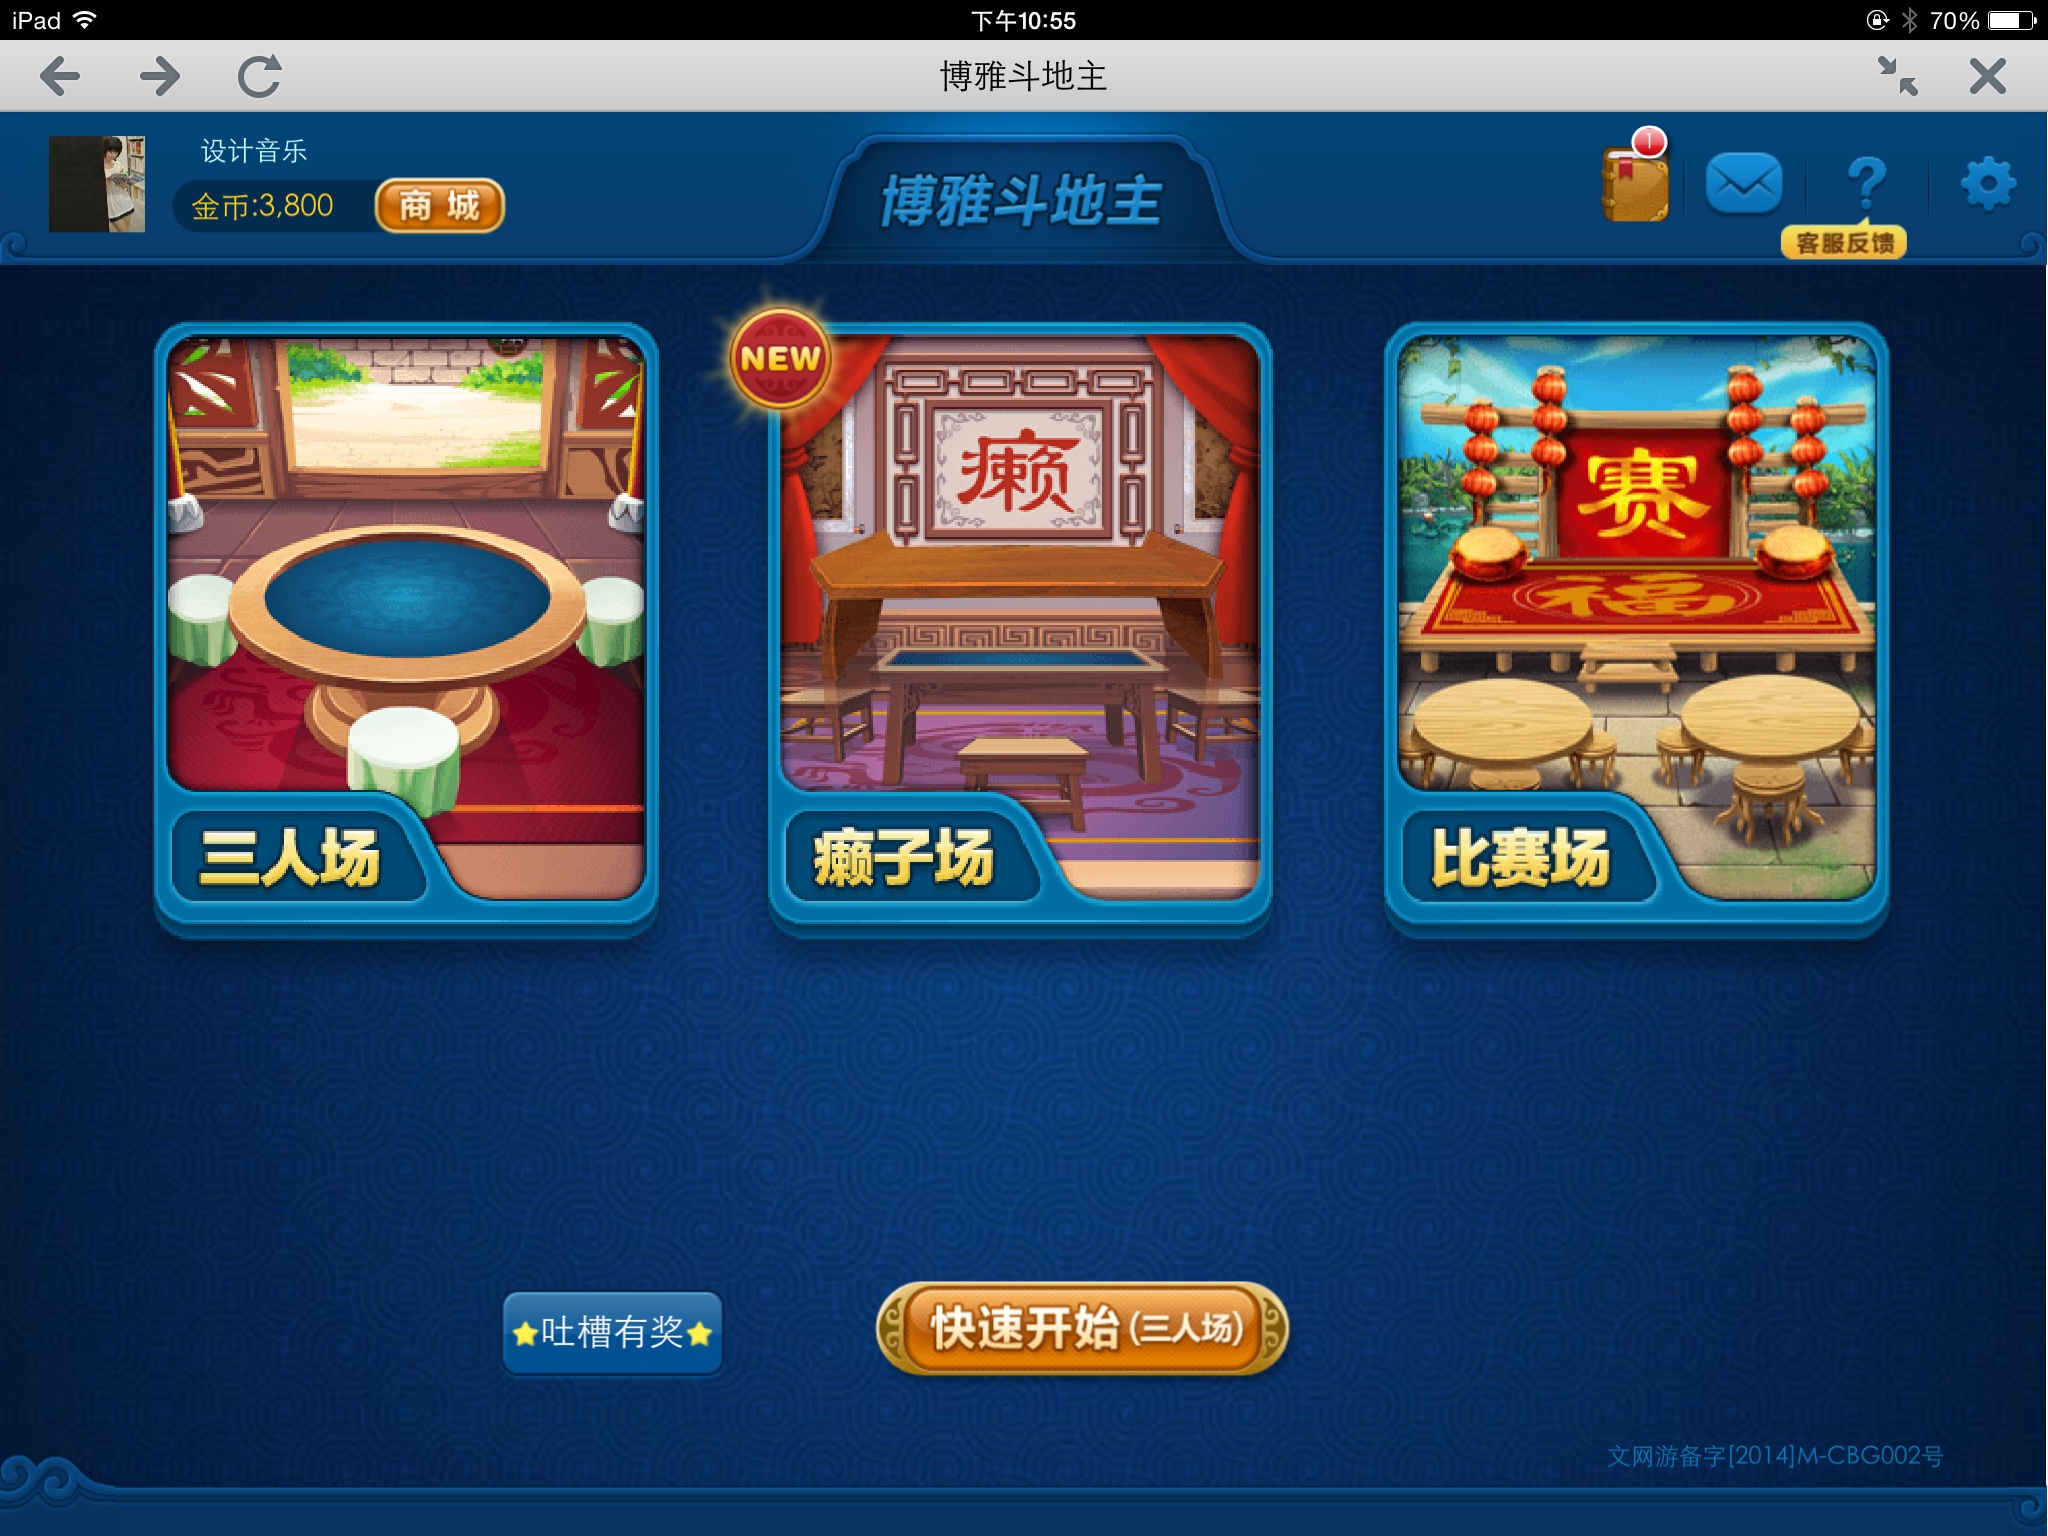 iPad
下午10:55
70%
博雅斗地主
设计音乐
金币:3,800
商城
博雅斗地主
1
客服反馈
NEW
癞
赛
福
三人场
癞子场
比赛场
吐槽有奖
快速开始(三人场)
文网游备字[2014]M-CBG002号